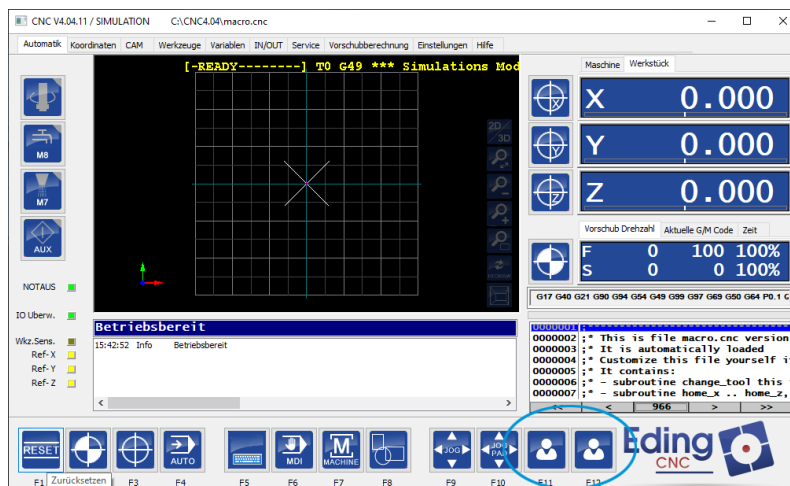 CNC V4.04.11 / SIMULATION C:\CNC4.04\macro.cnc
Automatik Koordinaten CAM Werkzeuge Variablen IN/OUT Service Vorschubberechnung Einstellungen Hilfe
[-READY--------] T0 G49 *** Simulations Mod
Maschine Werkstück
X 0.000
Y 0.000
Z 0.000
2D/3D
M8
M7
AUX
Vorschub Drehzahl Aktuelle G/M Code Zeit
F 0 100 100%
S 0 0 100%
G17 G40 G21 G90 G94 G54 G49 G99 G97 G69 G50 G64 P0.1
NOTAUS
IO Uberw.
Wkz.Sens.
Ref-X
Ref-Y
Ref-Z
Betriebsbereit
15:42:52 Info Betriebsbereit
0000001 ;
0000002 ;* This is file macro.cnc version
0000003 ;* It is automatically loaded
0000004 ;* Customize this file yourself i
0000005 ;* It contains:
0000006 ;* - subroutine change_tool this
0000007 ;* - subroutine home_x .. home_z,
<< < 966 > >>
RESET AUTO MDI MACHINE JOG JOG PAD
F1 Zurücksetzen F3 F4 F5 F6 F7 F8 F9 F10 F11 F12
Eding
CNC